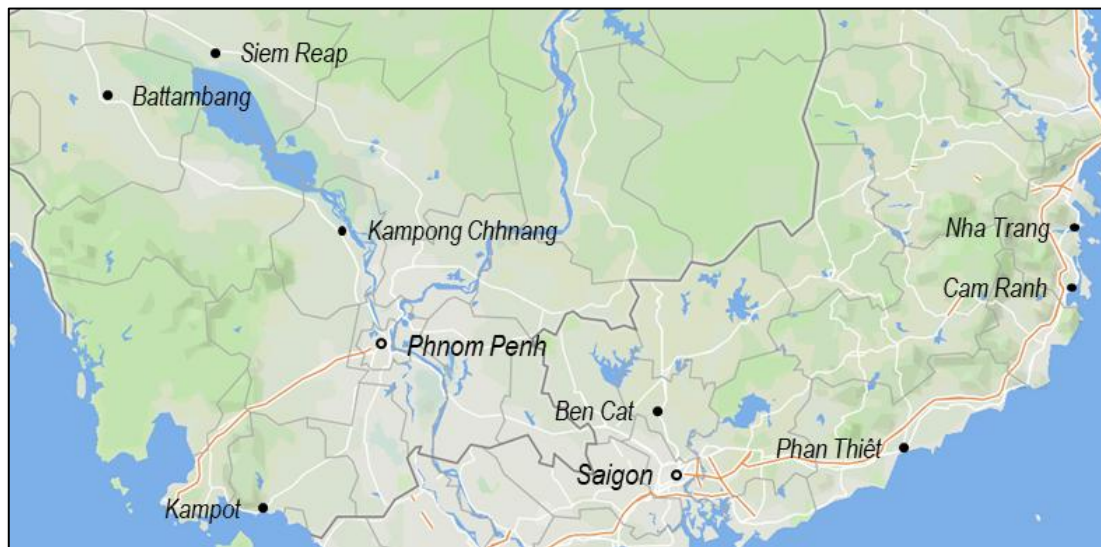 Siem Reap
Battambang
Kampong Chhnang
Nha Trang
Cam Ranh
Phnom Penh
Ben Cat
Phan Thiêt
Saigon
Kampot